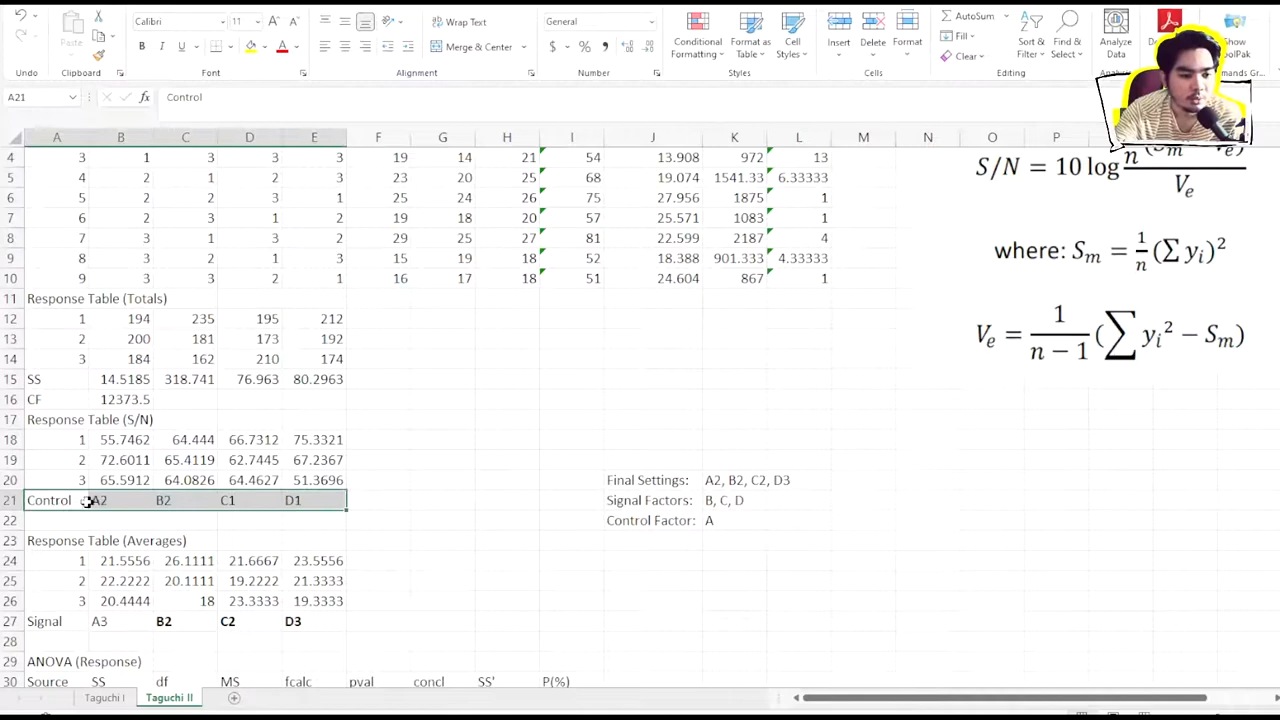 Calibri 11 Wrap Text General AutoSum
Paste B I U Merge & Center $ % Conditional Formatting Format as Table Cell Styles Insert Delete Format Fill Clear Sort & Filter Find & Select Analyze Data Show
Undo Clipboard Font Alignment Number Styles Cells Editing
A21 fx Control
A B C D E F G H I J K L M N O P
4 3 1 3 3 3 19 14 21 54 13.908 972 13
5 4 2 1 2 3 23 20 25 68 19.074 1541.33 6.33333
6 5 2 2 3 1 25 24 26 75 27.956 1875 1
7 6 2 3 1 2 19 18 20 57 25.571 1083 1
8 7 3 1 3 2 29 25 27 81 22.599 2187 4
9 8 3 2 1 3 15 19 18 52 18.388 901.333 4.33333
10 9 3 3 2 1 16 17 18 51 24.604 867 1
11 Response Table (Totals)
12 1 194 235 195 212
13 2 200 181 173 192
14 3 184 162 210 174
15 SS 14.5185 318.741 76.963 80.2963
16 CF 12373.5
17 Response Table (S/N)
18 1 55.7462 64.444 66.7312 75.3321
19 2 72.6011 65.4119 62.7445 67.2367
20 3 65.5912 64.0826 64.4627 51.3696 Final Settings: A2, B2, C2, D3
21 Control A2 B2 C1 D1 Signal Factors: B, C, D
22 Control Factor: A
23 Response Table (Averages)
24 1 21.5556 26.1111 21.6667 23.5556
25 2 22.2222 20.1111 19.2222 21.3333
26 3 20.4444 18 23.3333 19.3333
27 Signal A3 B2 C2 D3
28
29 ANOVA (Response)
30 Source SS df MS fcalc pval concl SS' P(%)
Taguchi I Taguchi II
S/N = 10 log n (Sm Ve) / Ve
where: Sm = 1/n (∑ yi)²
Ve = 1/(n − 1) (∑ yi² − Sm)